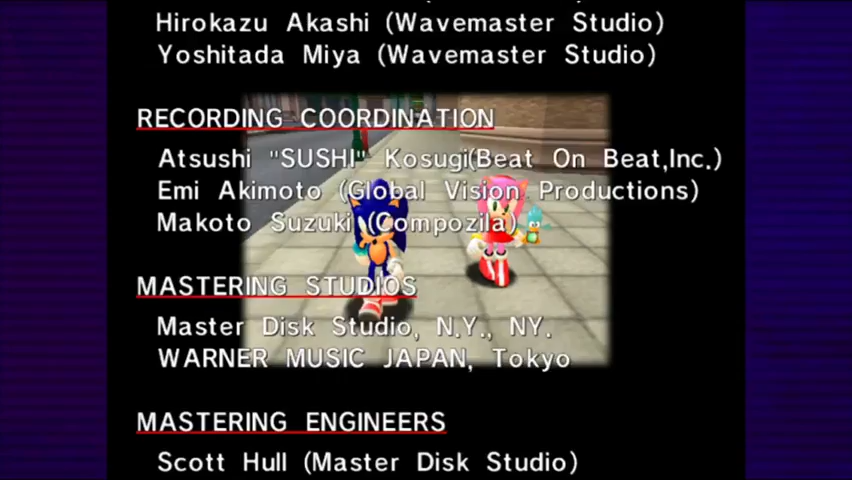 Hirokazu Akashi (Wavemaster Studio)
Yoshitada Miya (Wavemaster Studio)
RECORDING COORDINATION
Atsushi "SUSHI" Kosugi(Beat On Beat,Inc.)
Emi Akimoto (Global Vision Productions)
Makoto Suzuki (Compozila)
MASTERING STUDIOS
Master Disk Studio, N.Y., NY.
WARNER MUSIC JAPAN, Tokyo
MASTERING ENGINEERS
Scott Hull (Master Disk Studio)